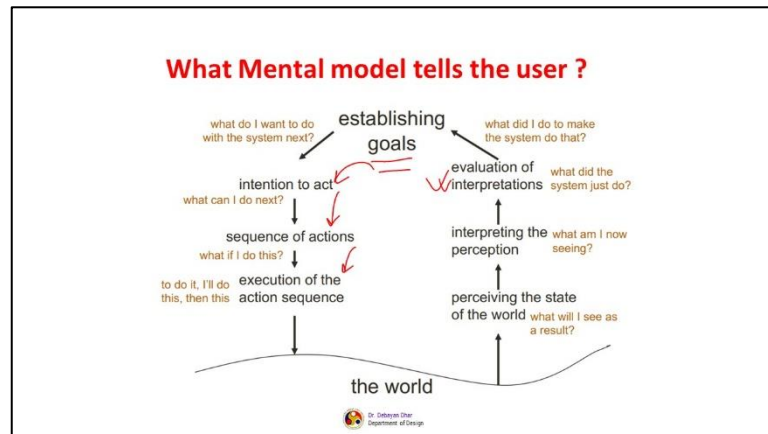 What Mental model tells the user ?
what do I want to do
with the system next?
establishing
goals
what did I do to make
the system do that?
intention to act
what can I do next?
sequence of actions
what if I do this?
to do it, I'll do
this, then this
execution of the
action sequence
evaluation of
interpretations
what did the
system just do?
interpreting the
perception
what am I now
seeing?
perceiving the state
of the world
what will I see as
a result?
the world
Dr. Debayan Dhar
Department of Design